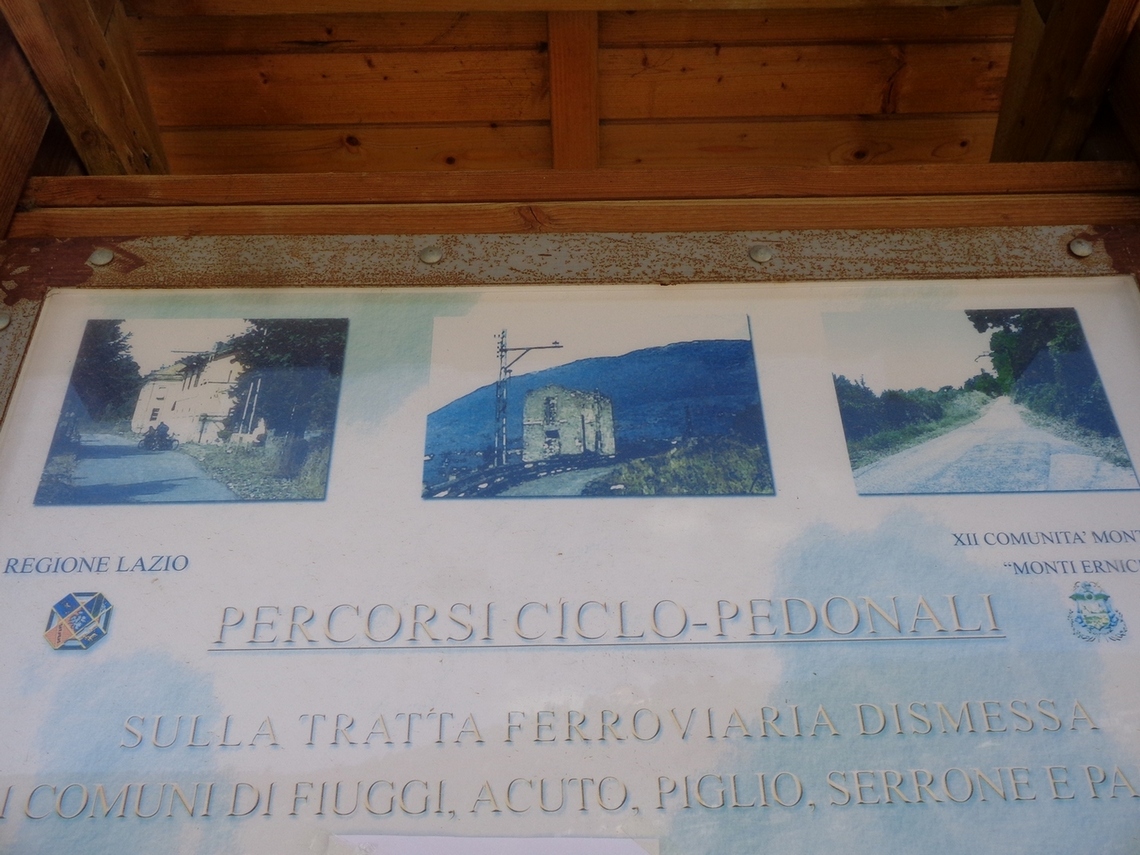 REGIONE LAZIO
XII COMUNITA' MONT
"MONTI ERNICI
PERCORSI CICLO-PEDONALI
SULLA TRATTA FERROVIARIA DISMESSA
I COMUNI DI FIUGGI, ACUTO, PIGLIO, SERRONE E PA